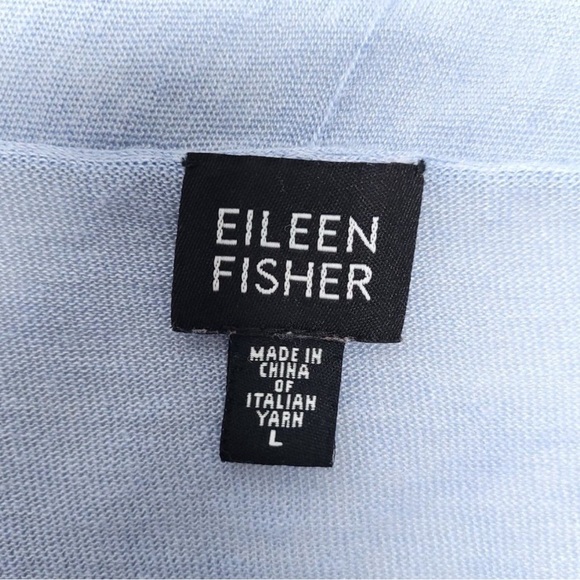 EILEEN
FISHER
MADE IN
CHINA
OF
ITALIAN
YARN
L